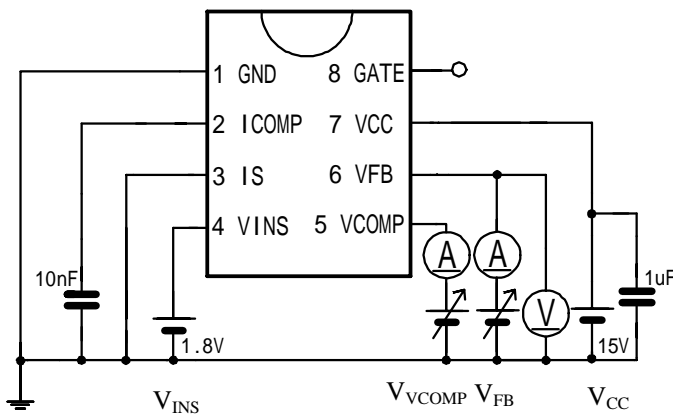 1 GND
8 GATE
2 ICOMP
7 VCC
3 IS
6 VFB
4 VINS
5 VCOMP
A
A
10nF
1uF
V
1.8V
15V
VINS
VVCOMP
VFB
VCC